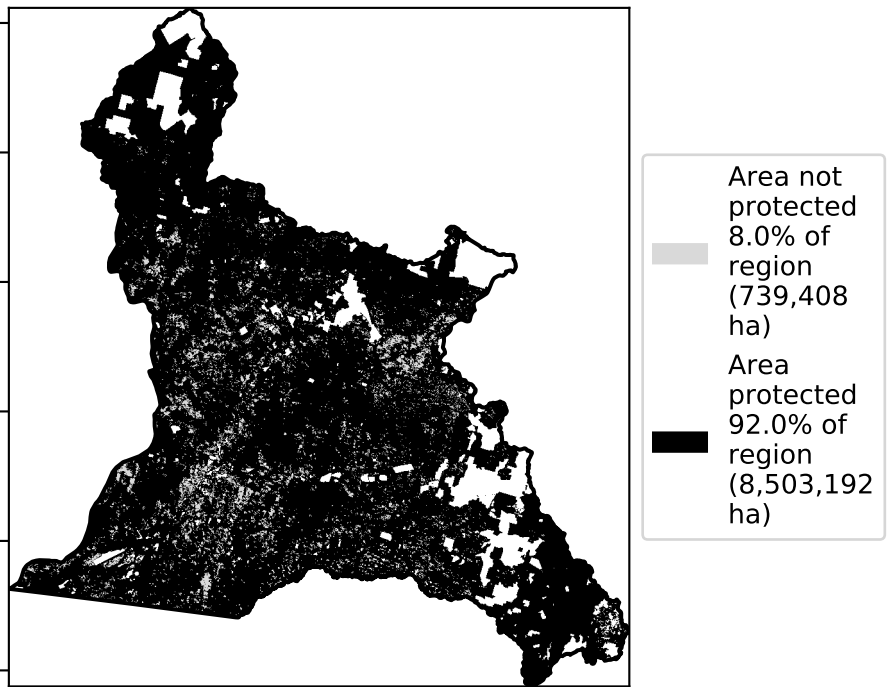 Area not
protected
8.0% of
region
(739,408
ha)
Area
protected
92.0% of
region
(8,503,192
ha)